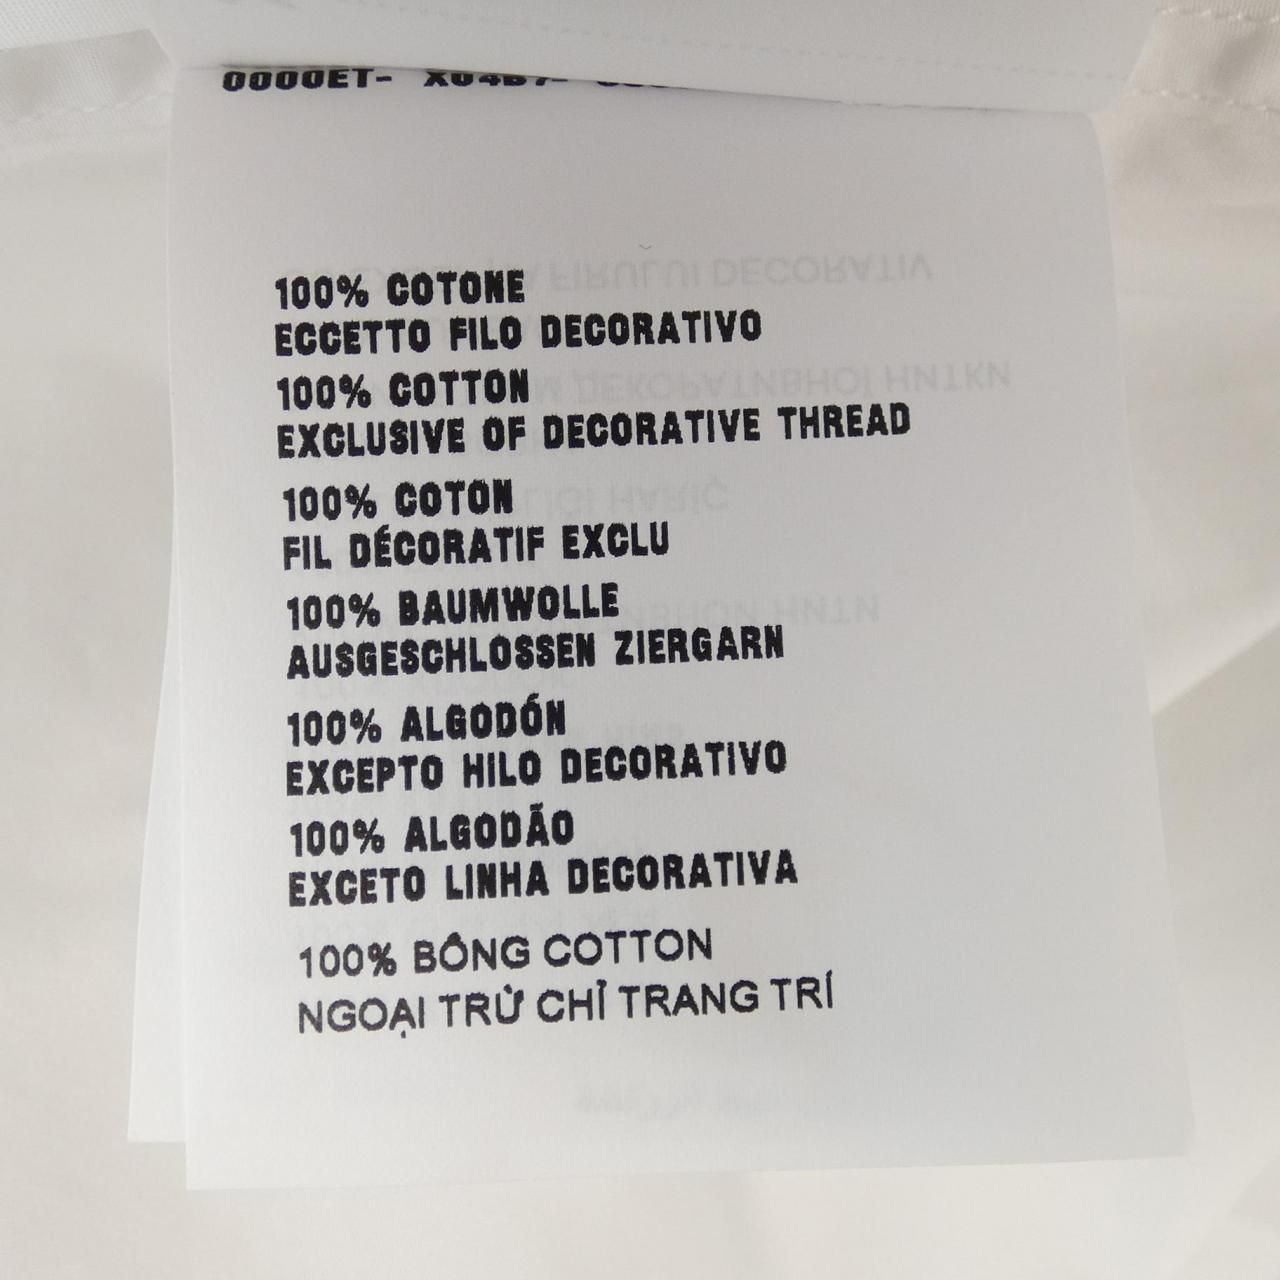 0000ET-
100% COTONE
ECCETTO FILO DECORATIVO
100% COTTON
EXCLUSIVE OF DECORATIVE THREAD
100% COTON
FIL DÉCORATIF EXCLU
100% BAUMWOLLE
AUSGESCHLOSSEN ZIERGARN
100% ALGODÓN
EXCEPTO HILO DECORATIVO
100% ALGODÃO
EXCETO LINHA DECORATIVA
100% BÔNG COTTON
NGOẠI TRỪ CHỈ TRANG TRÍ